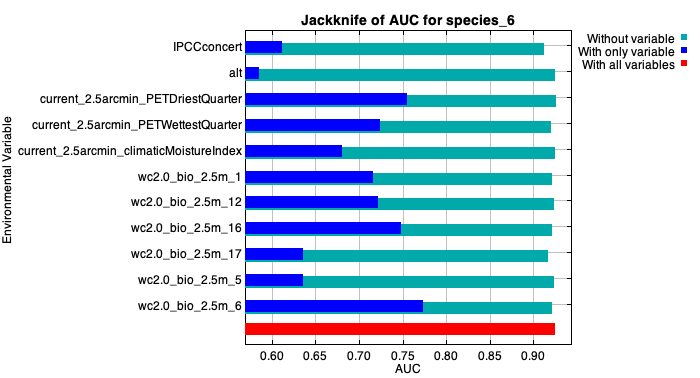 Jackknife of AUC for species_6
Without variable
With only variable
With all variables
Environmental Variable
IPCCconcert
alt
current_2.5arcmin_PETDriestQuarter
current_2.5arcmin_PETWettestQuarter
current_2.5arcmin_climaticMoistureIndex
wc2.0_bio_2.5m_1
wc2.0_bio_2.5m_12
wc2.0_bio_2.5m_16
wc2.0_bio_2.5m_17
wc2.0_bio_2.5m_5
wc2.0_bio_2.5m_6
0.60 0.65 0.70 0.75 0.80 0.85 0.90
AUC